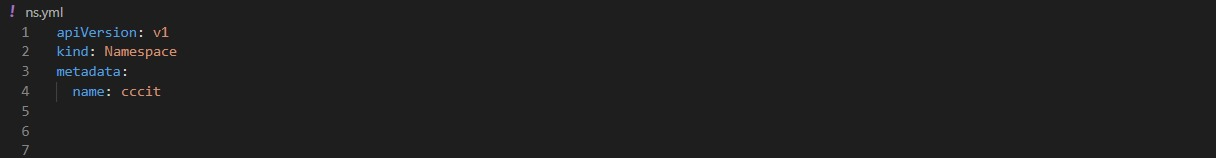 ! ns.yml
1 apiVersion: v1
2 kind: Namespace
3 metadata:
4   name: cccit
5
6
7